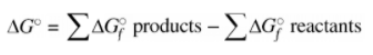 ΔG° = ∑ΔG°f products − ∑ΔG°f reactants